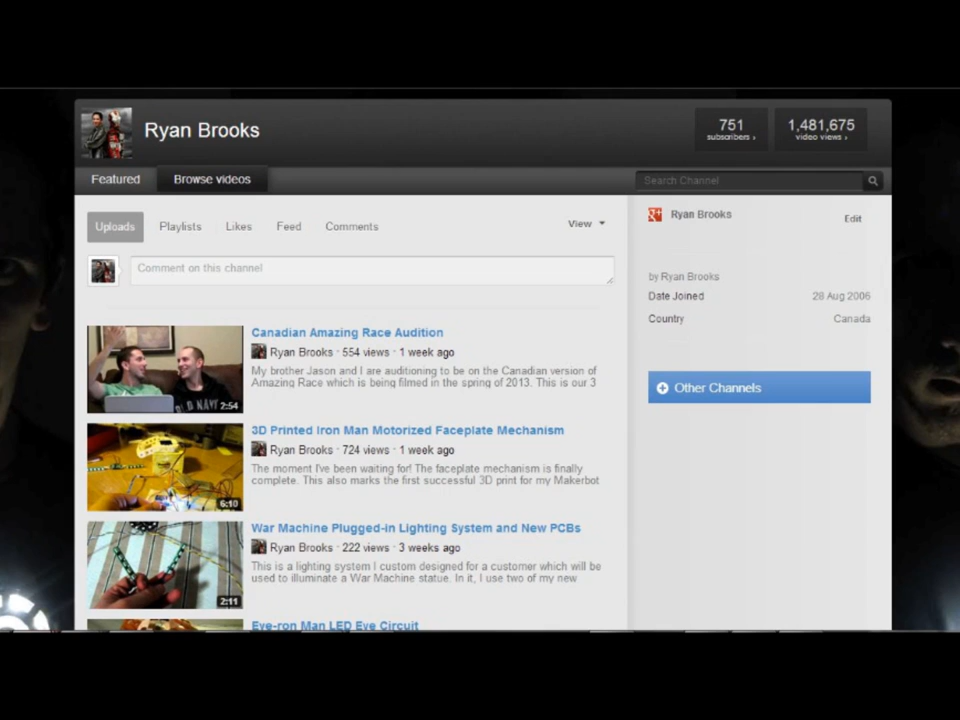 Ryan Brooks
751
subscribers ›
1,481,675
video views ›
Featured
Browse videos
Search Channel
Uploads
Playlists
Likes
Feed
Comments
View
Comment on this channel
Canadian Amazing Race Audition
Ryan Brooks · 554 views · 1 week ago
My brother Jason and I are auditioning to be on the Canadian version of
Amazing Race which is being filmed in the spring of 2013. This is our 3
OLD NAVY
2:54
3D Printed Iron Man Motorized Faceplate Mechanism
Ryan Brooks · 724 views · 1 week ago
The moment I've been waiting for! The faceplate mechanism is finally
complete. This also marks the first successful 3D print for my Makerbot
6:10
War Machine Plugged-in Lighting System and New PCBs
Ryan Brooks · 222 views · 3 weeks ago
This is a lighting system I custom designed for a customer which will be
used to illuminate a War Machine statue. In it, I use two of my new
2:11
Eye-ron Man LED Eye Circuit
Ryan Brooks
Edit
by Ryan Brooks
Date Joined 28 Aug 2006
Country Canada
Other Channels